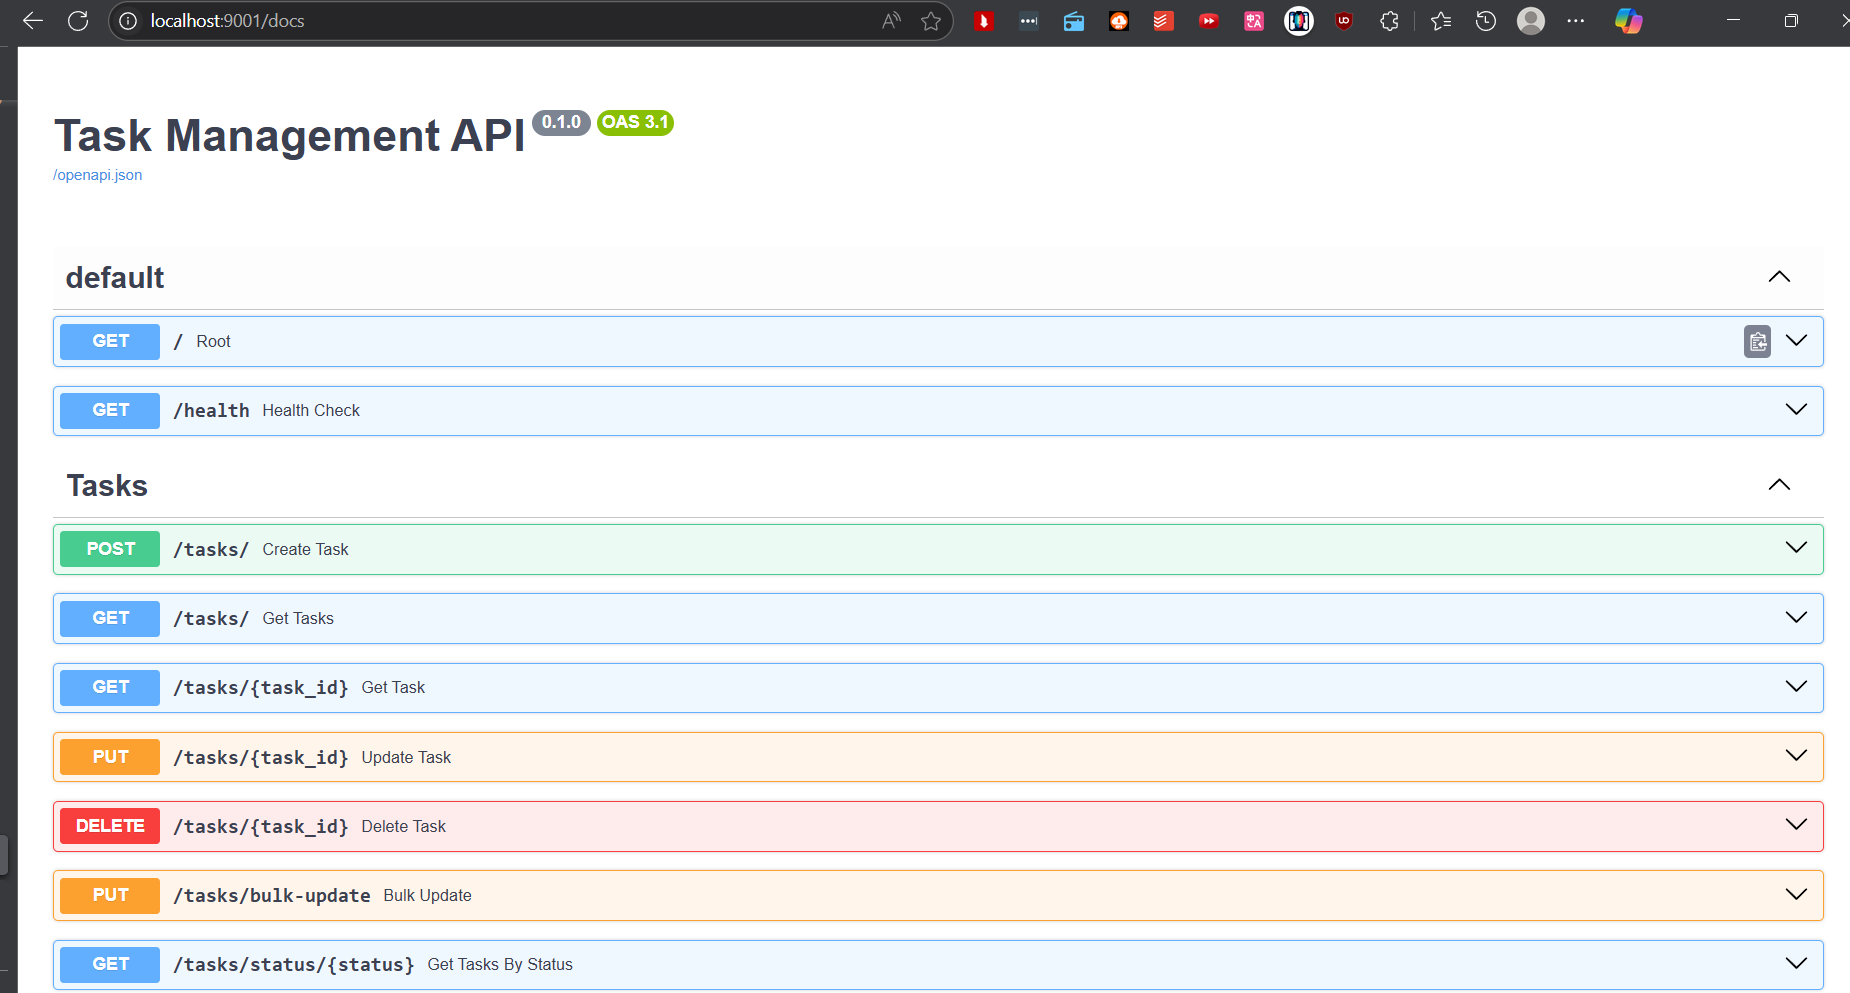 localhost:9001/docs
Task Management API 0.1.0 OAS 3.1
/openapi.json
default
GET / Root
GET /health Health Check
Tasks
POST /tasks/ Create Task
GET /tasks/ Get Tasks
GET /tasks/{task_id} Get Task
PUT /tasks/{task_id} Update Task
DELETE /tasks/{task_id} Delete Task
PUT /tasks/bulk-update Bulk Update
GET /tasks/status/{status} Get Tasks By Status